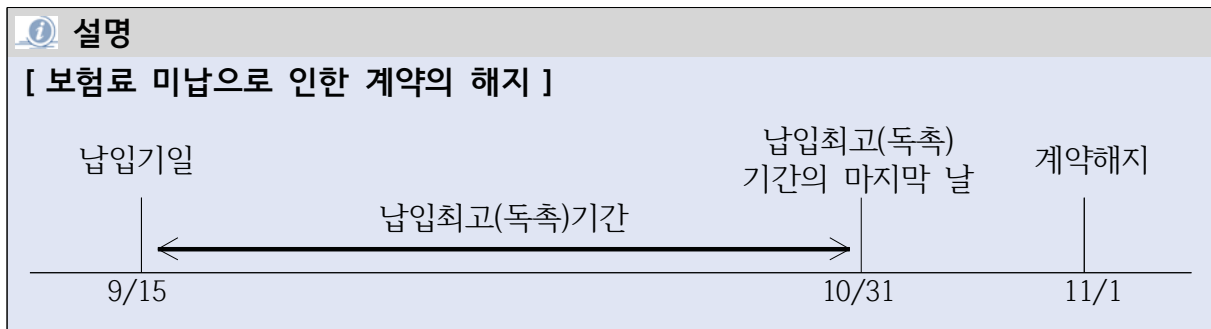 설명
[ 보험료 미납으로 인한 계약의 해지 ]
납입기일
납입최고(독촉)
기간의 마지막 날
계약해지
납입최고(독촉)기간
9/15
10/31
11/1